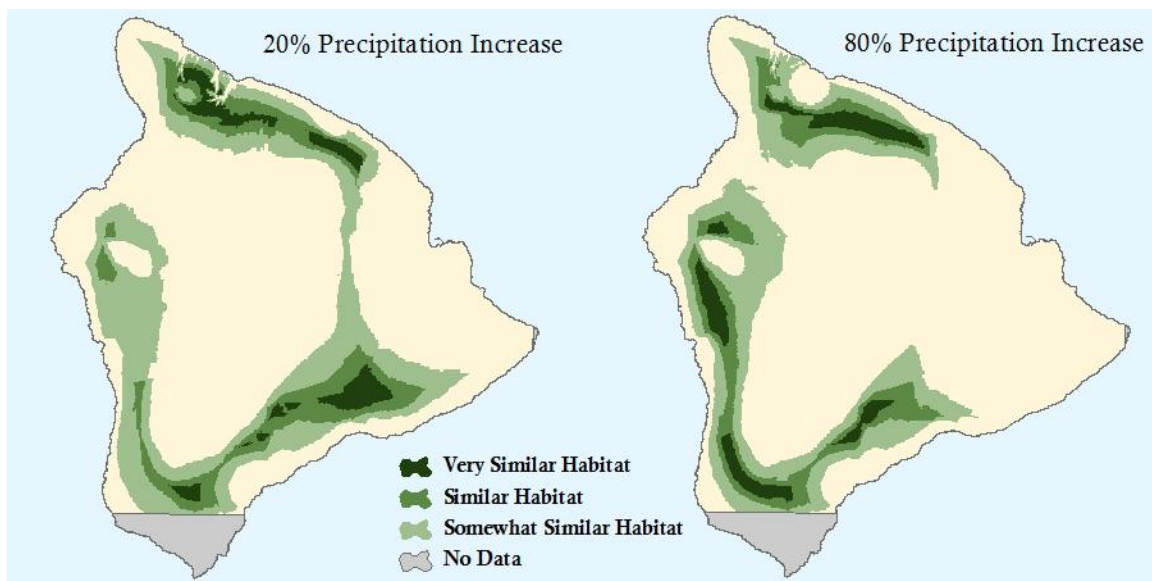 20% Precipitation Increase
80% Precipitation Increase
Very Similar Habitat
Similar Habitat
Somewhat Similar Habitat
No Data